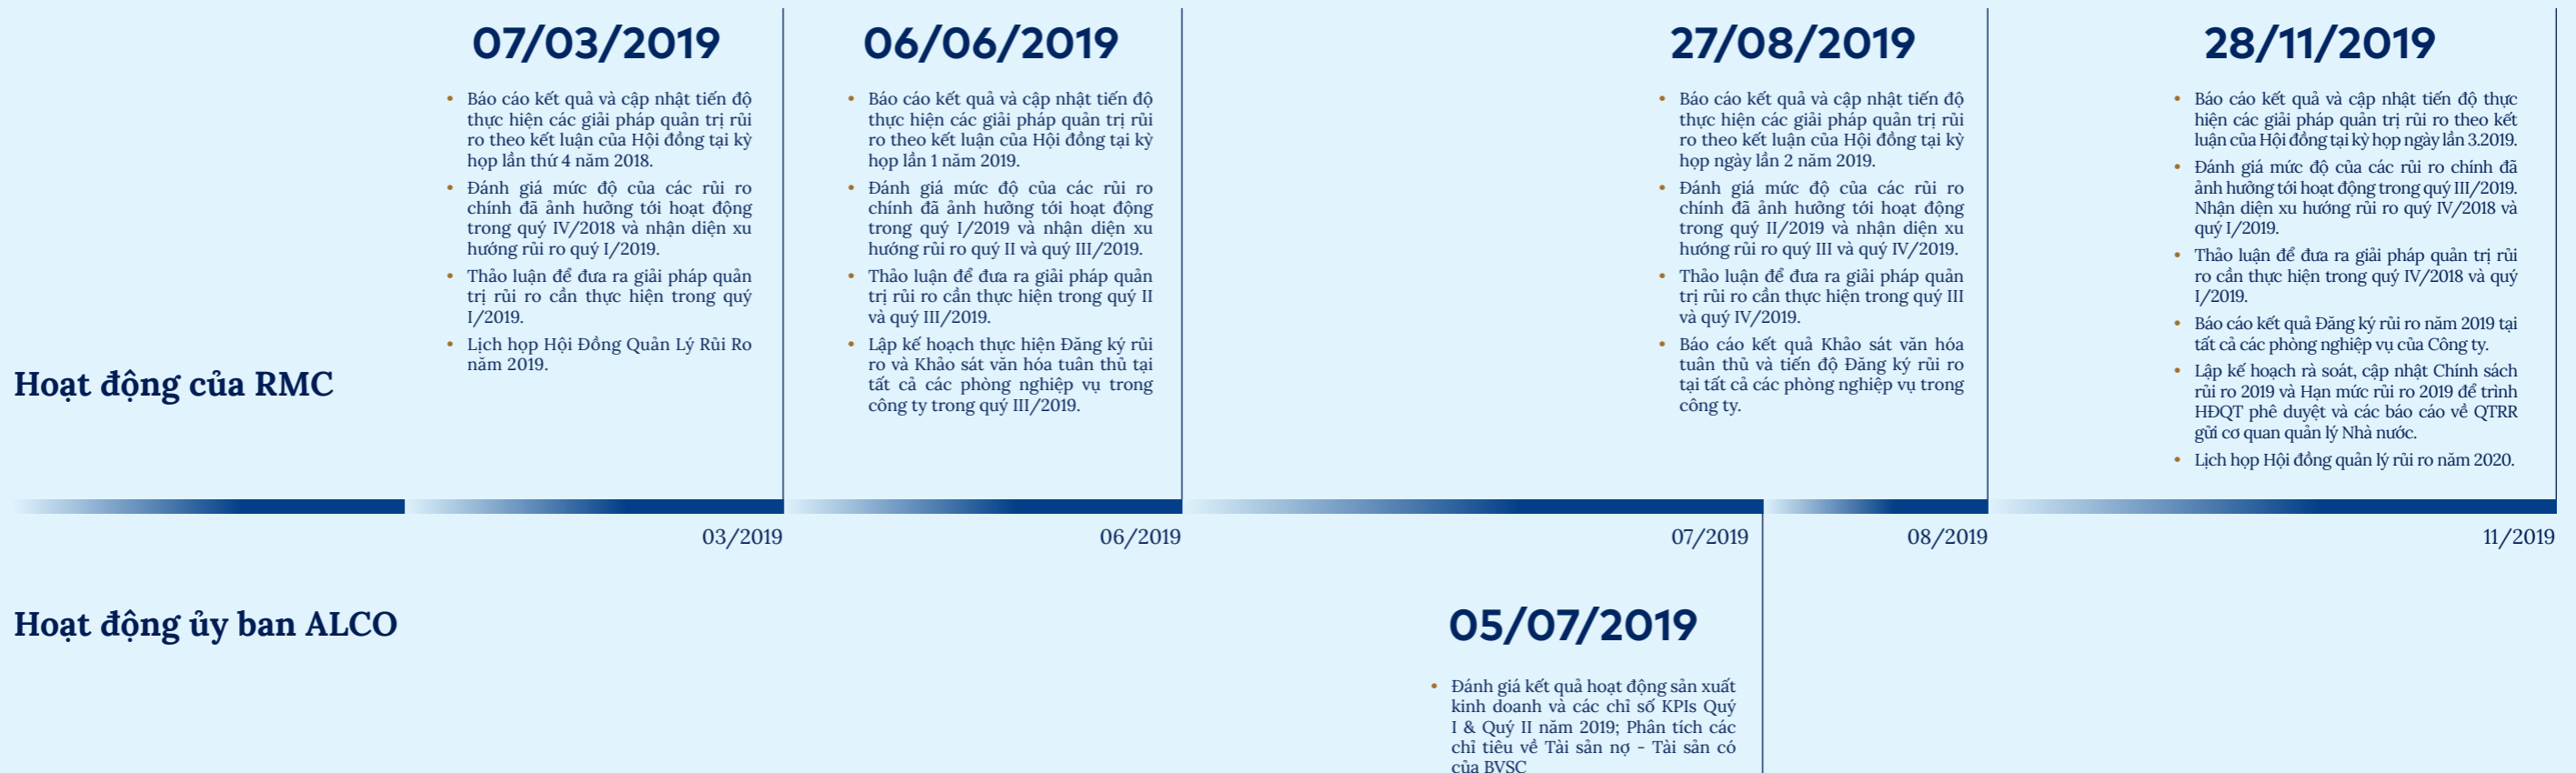 07/03/2019
• Báo cáo kết quả và cập nhật tiến độ
thực hiện các giải pháp quản trị rủi
ro theo kết luận của Hội đồng tại kỳ
họp lần thứ 4 năm 2018.
• Đánh giá mức độ của các rủi ro
chính đã ảnh hưởng tới hoạt động
trong quý IV/2018 và nhận diện xu
hướng rủi ro quý I/2019.
• Thảo luận để đưa ra giải pháp quản
trị rủi ro cần thực hiện trong quý
I/2019.
• Lịch họp Hội Đồng Quản Lý Rủi Ro
năm 2019.
06/06/2019
• Báo cáo kết quả và cập nhật tiến độ
thực hiện các giải pháp quản trị rủi
ro theo kết luận của Hội đồng tại kỳ
họp lần 1 năm 2019.
• Đánh giá mức độ của các rủi ro
chính đã ảnh hưởng tới hoạt động
trong quý I/2019 và nhận diện xu
hướng rủi ro quý II và quý III/2019.
• Thảo luận để đưa ra giải pháp quản
trị rủi ro cần thực hiện trong quý II
và quý III/2019.
• Lập kế hoạch thực hiện Đăng ký rủi
ro và Khảo sát văn hóa tuân thủ tại
tất cả các phòng nghiệp vụ trong
công ty trong quý III/2019.
27/08/2019
• Báo cáo kết quả và cập nhật tiến độ
thực hiện các giải pháp quản trị rủi
ro theo kết luận của Hội đồng tại kỳ
họp ngày lần 2 năm 2019.
• Đánh giá mức độ của các rủi ro
chính đã ảnh hưởng tới hoạt động
trong quý II/2019 và nhận diện xu
hướng rủi ro quý III và quý IV/2019.
• Thảo luận để đưa ra giải pháp quản
trị rủi ro cần thực hiện trong quý III
và quý IV/2019.
• Báo cáo kết quả Khảo sát văn hóa
tuân thủ và tiến độ Đăng ký rủi ro
tại tất cả các phòng nghiệp vụ trong
công ty.
28/11/2019
• Báo cáo kết quả và cập nhật tiến độ thực
hiện các giải pháp quản trị rủi ro theo kết
luận của Hội đồng tại kỳ họp ngày lần 3.2019.
• Đánh giá mức độ của các rủi ro chính đã
ảnh hưởng tới hoạt động trong quý III/2019.
Nhận diện xu hướng rủi ro quý IV/2018 và
quý I/2019.
• Thảo luận để đưa ra giải pháp quản trị rủi
ro cần thực hiện trong quý IV/2018 và quý
I/2019.
• Báo cáo kết quả Đăng ký rủi ro năm 2019 tại
tất cả các phòng nghiệp vụ của Công ty.
• Lập kế hoạch rà soát, cập nhật Chính sách
rủi ro 2019 và Hạn mức rủi ro 2019 để trình
HĐQT phê duyệt và các báo cáo về QTRR
gửi cơ quan quản lý Nhà nước.
• Lịch họp Hội đồng quản lý rủi ro năm 2020.
Hoạt động của RMC
03/2019
06/2019
07/2019
08/2019
11/2019
Hoạt động ủy ban ALCO
05/07/2019
• Đánh giá kết quả hoạt động sản xuất
kinh doanh và các chỉ số KPIs Quý
I & Quý II năm 2019; Phân tích các
chỉ tiêu về Tài sản nợ - Tài sản có
của BVSC